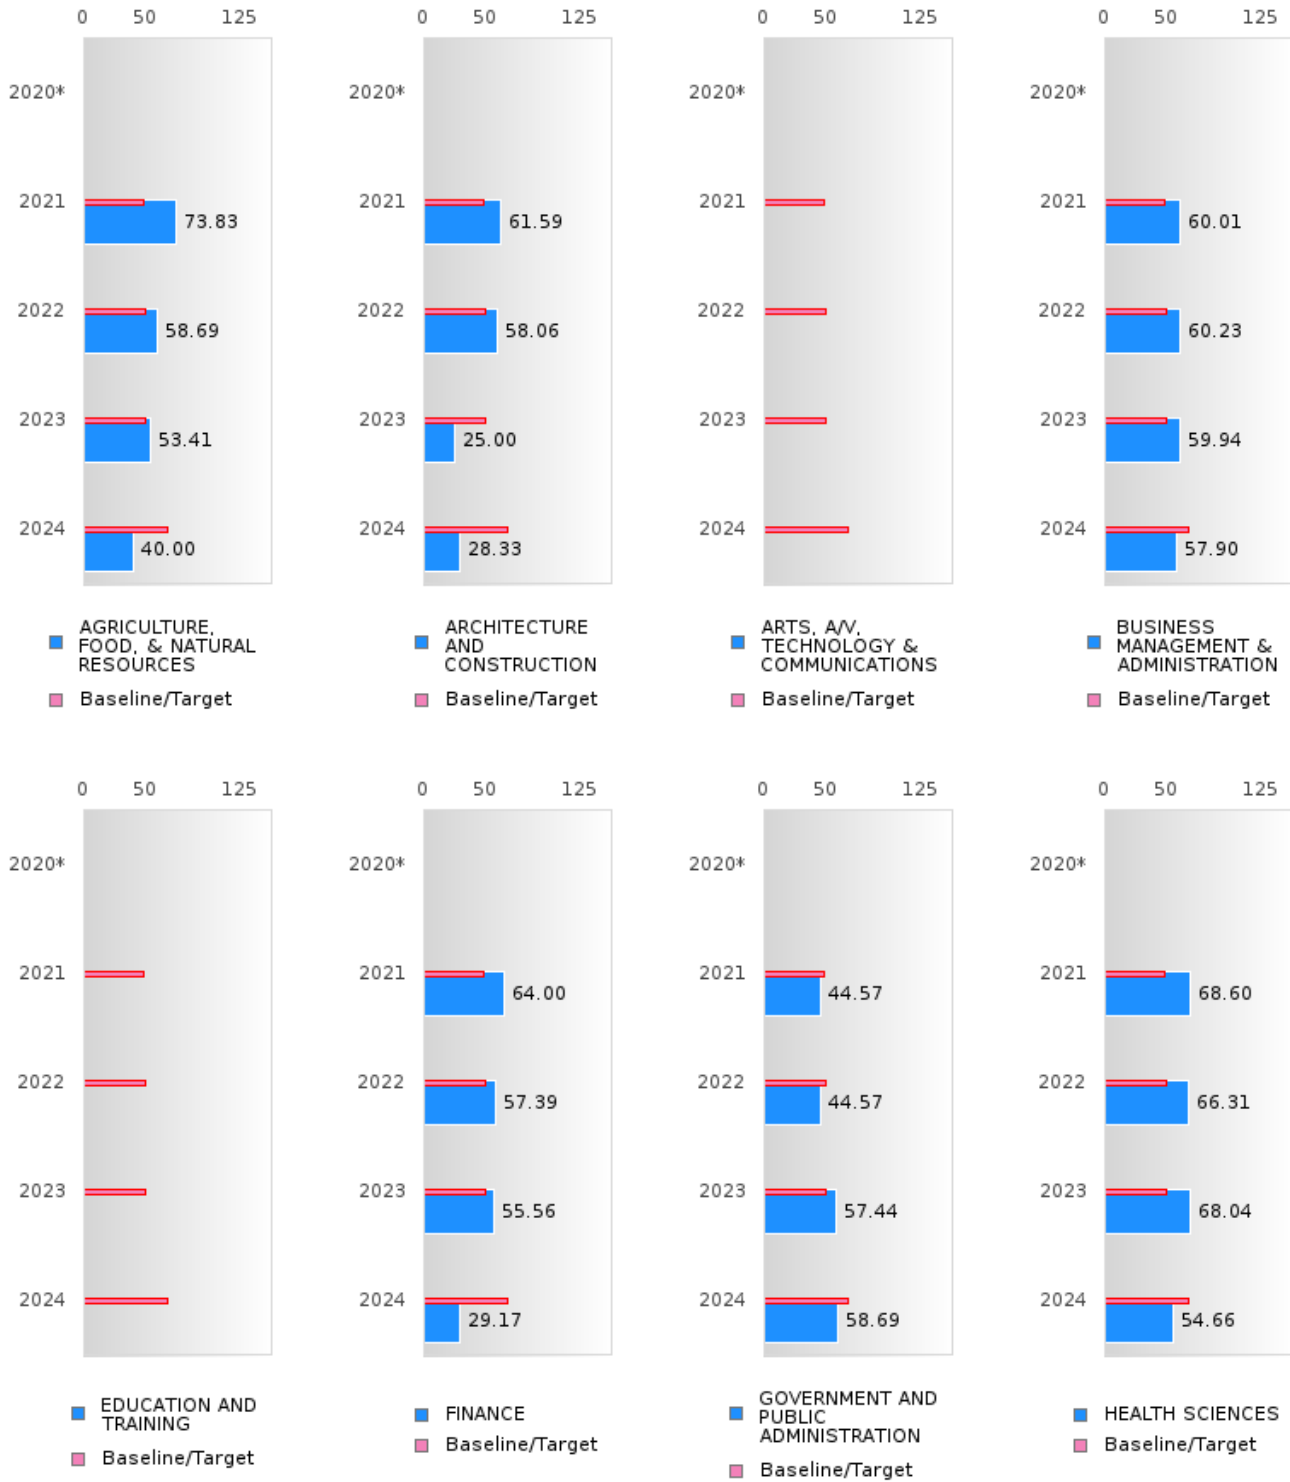 0 50 125 0 50 125 0 50 125 0 50 125
2020* 2020* 2020* 2020*
2021 73.83 2021 61.59 2021 2021 60.01
2022 58.69 2022 58.06 2022 2022 60.23
2023 53.41 2023 25.00 2023 2023 59.94
2024 40.00 2024 28.33 2024 2024 57.90
AGRICULTURE,
FOOD, & NATURAL
RESOURCES
Baseline/Target
ARCHITECTURE
AND
CONSTRUCTION
Baseline/Target
ARTS, A/V,
TECHNOLOGY &
COMMUNICATIONS
Baseline/Target
BUSINESS
MANAGEMENT &
ADMINISTRATION
Baseline/Target
0 50 125 0 50 125 0 50 125 0 50 125
2020* 2020* 2020* 2020*
2021 2021 64.00 2021 44.57 2021 68.60
2022 2022 57.39 2022 44.57 2022 66.31
2023 2023 55.56 2023 57.44 2023 68.04
2024 2024 29.17 2024 58.69 2024 54.66
EDUCATION AND
TRAINING
Baseline/Target
FINANCE
Baseline/Target
GOVERNMENT AND
PUBLIC
ADMINISTRATION
Baseline/Target
HEALTH SCIENCES
Baseline/Target